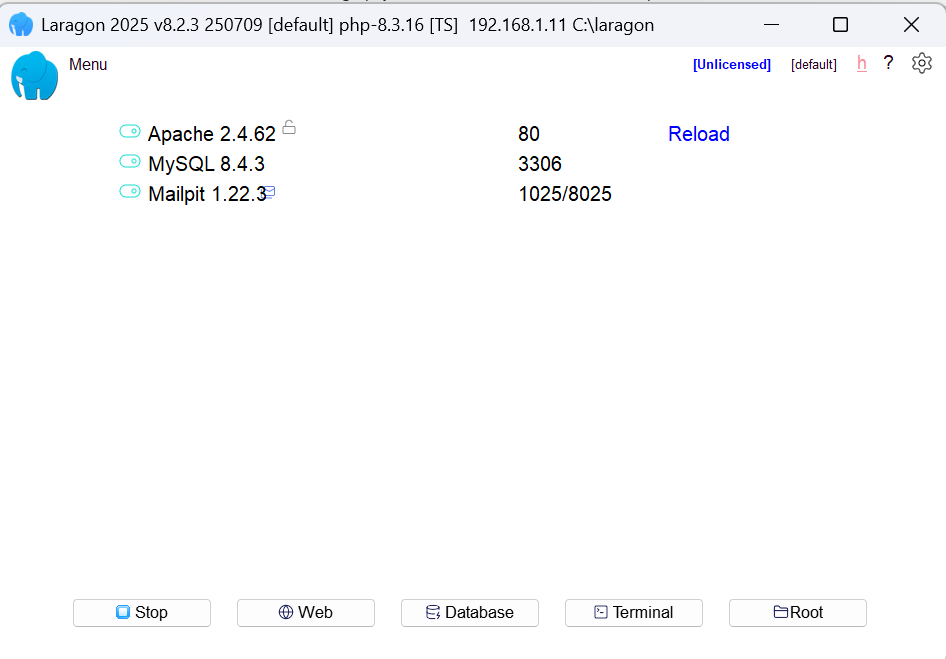 Laragon 2025 v8.2.3 250709 [default] php-8.3.16 [TS]  192.168.1.11 C:\laragon
Menu [Unlicensed] [default] h ?
Apache 2.4.62 80 Reload
MySQL 8.4.3 3306
Mailpit 1.22.3 1025/8025
Stop Web Database Terminal Root